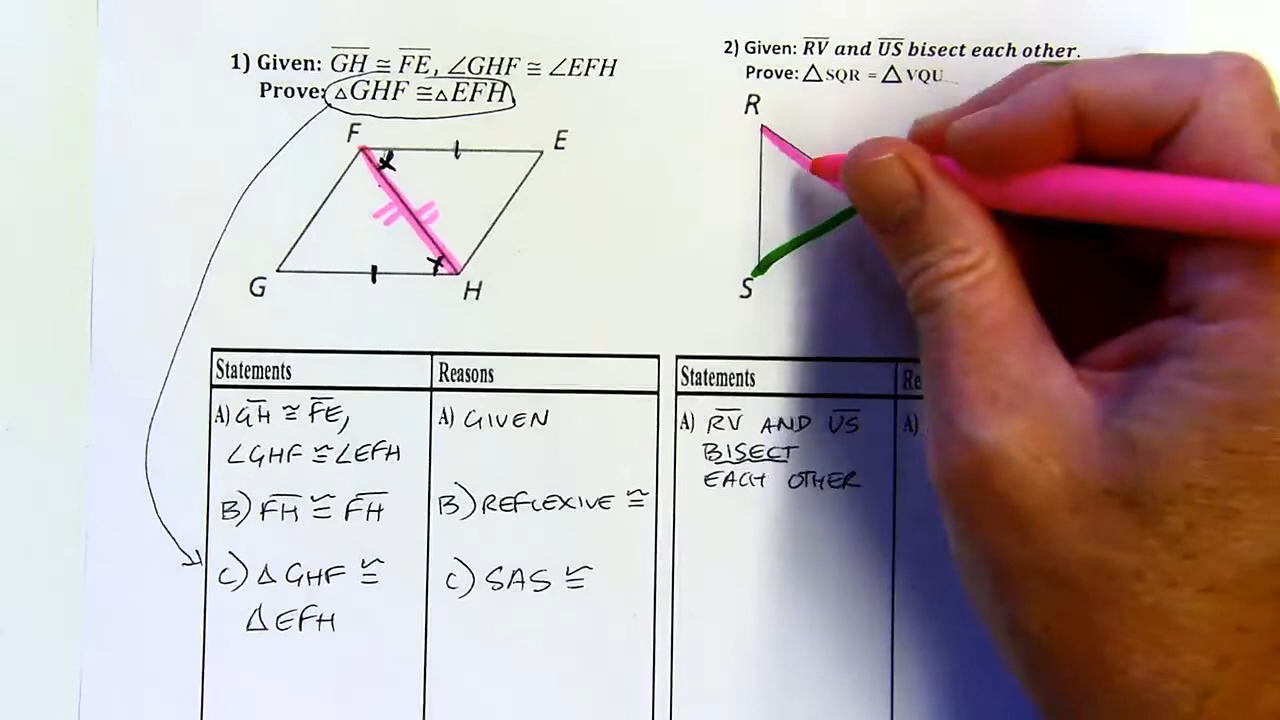 1) Given: GH ≅ FE, ∠GHF ≅ ∠EFH
Prove: △GHF ≅ △EFH
F
E
G
H
Statements
Reasons
A) GH ≅ FE,
∠GHF ≅ ∠EFH
A) GIVEN
B) FH ≅ FH
B) REFLEXIVE ≅
C) △ GHF ≅
△ EFH
C) SAS ≅
2) Given: RV and US bisect each other.
Prove: △ SQR = △ VQU
R
S
Statements
Re
A) RV AND US
BISECT
EACH OTHER
A)